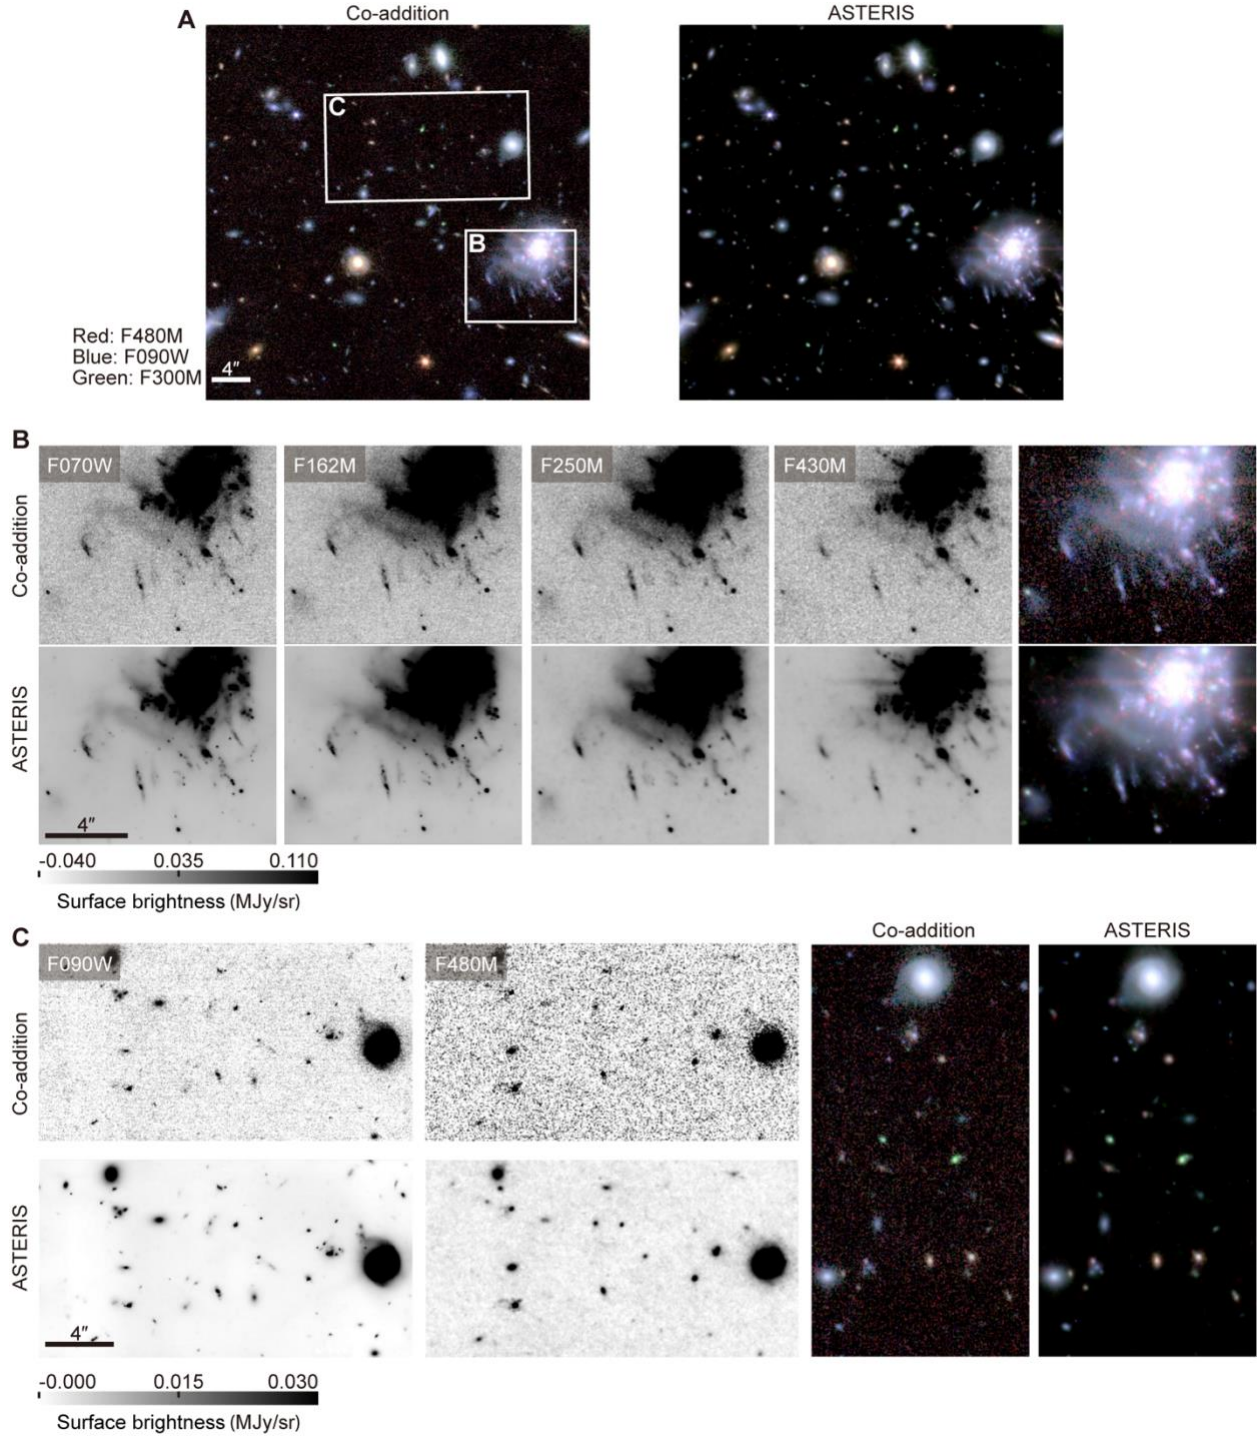 A
Co-addition
ASTERIS
C
B
Red: F480M
Blue: F090W
Green: F300M
4″
B
Co-addition
F070W
F162M
F250M
F430M
ASTERIS
4″
-0.040 0.035 0.110
Surface brightness (MJy/sr)
C
Co-addition
ASTERIS
Co-addition
F090W
F480M
ASTERIS
4″
-0.000 0.015 0.030
Surface brightness (MJy/sr)